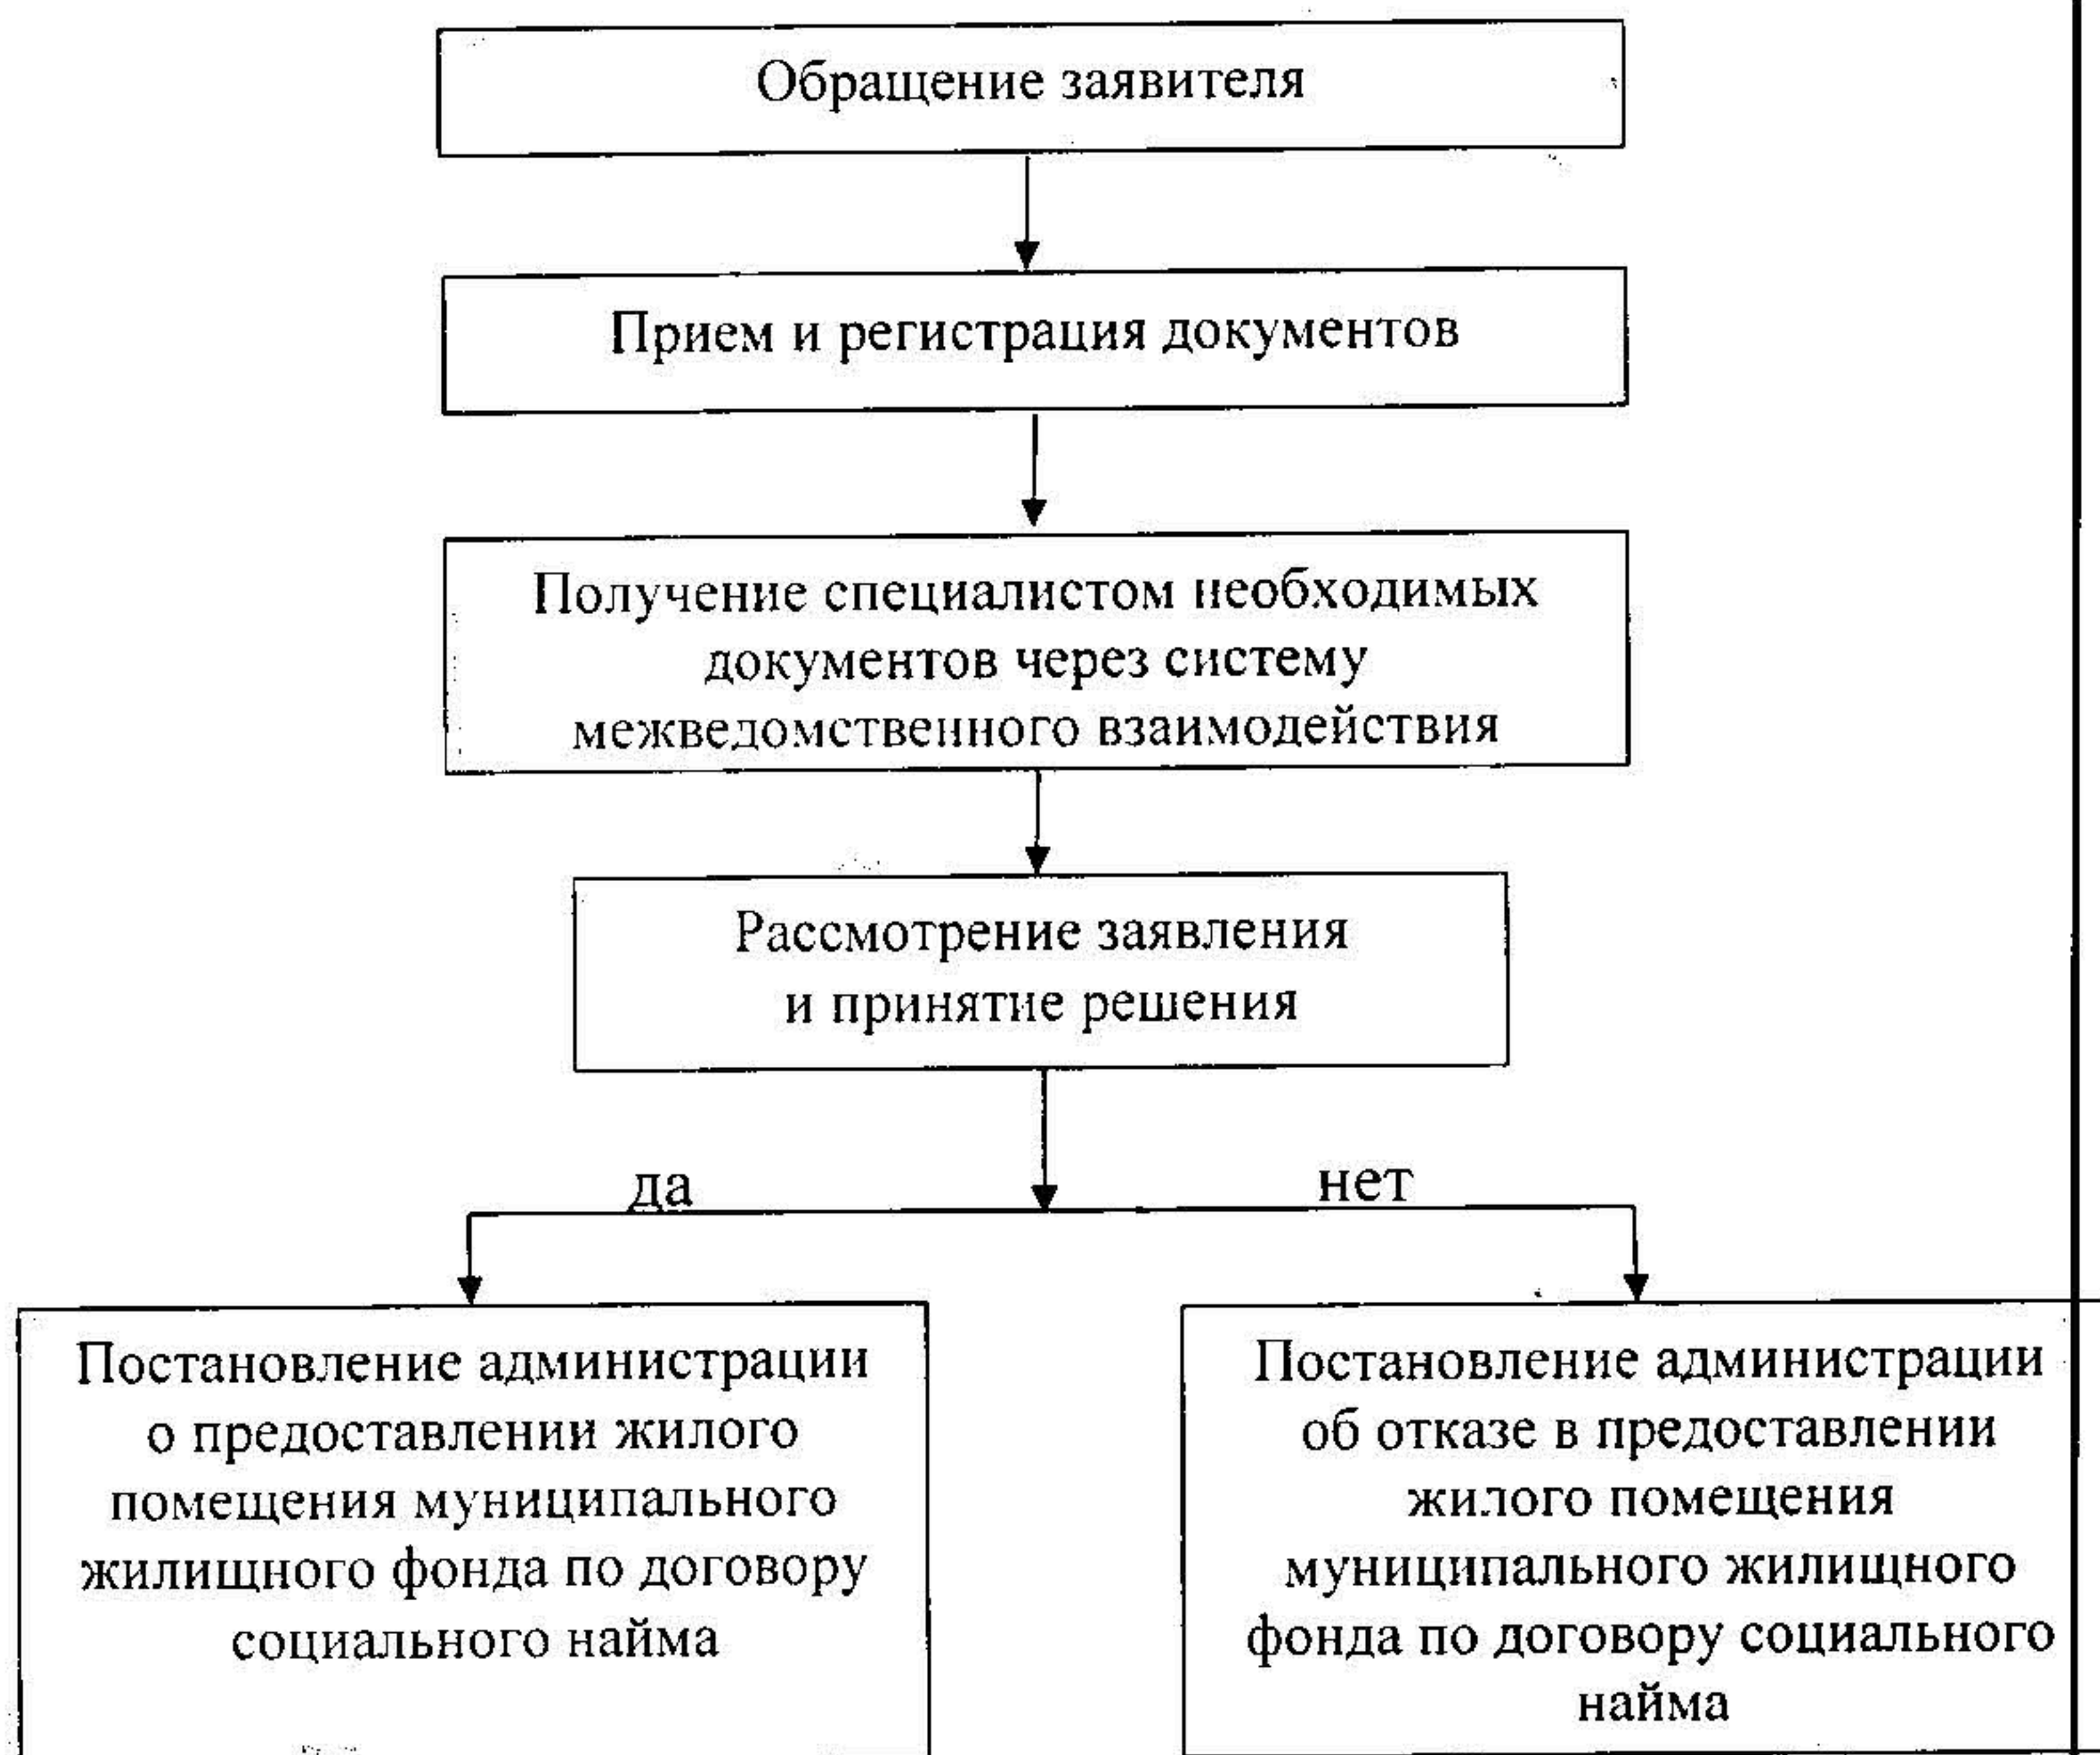 Обращение заявителя
Прием и регистрация документов
Получение специалистом необходимых
документов через систему
межведомственного взаимодействия
Рассмотрение заявления
и принятие решения
да
нет
Постановление администрации
о предоставлении жилого
помещения муниципального
жилищного фонда по договору
социального найма
Постановление администрации
об отказе в предоставлении
жилого помещения
муниципального жилищного
фонда по договору социального
найма